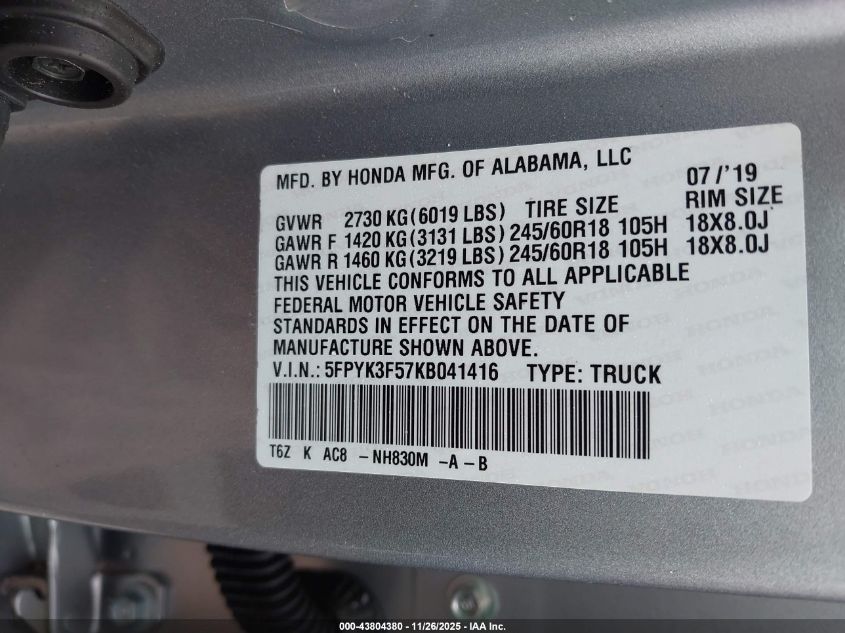 MFD. BY HONDA MFG. OF ALABAMA, LLC 07/'19
GVWR 2730 KG(6019 LBS) TIRE SIZE RIM SIZE
GAWR F 1420 KG(3131 LBS) 245/60R18 105H 18X8.0J
GAWR R 1460 KG(3219 LBS) 245/60R18 105H 18X8.0J
THIS VEHICLE CONFORMS TO ALL APPLICABLE
FEDERAL MOTOR VEHICLE SAFETY
STANDARDS IN EFFECT ON THE DATE OF
MANUFACTURE SHOWN ABOVE.
V.I.N.: 5FPYK3F57KB041416 TYPE: TRUCK
T6Z K AC8 -NH830M -A-B
000-43804380 | 11/26/2025 - IAA Inc.